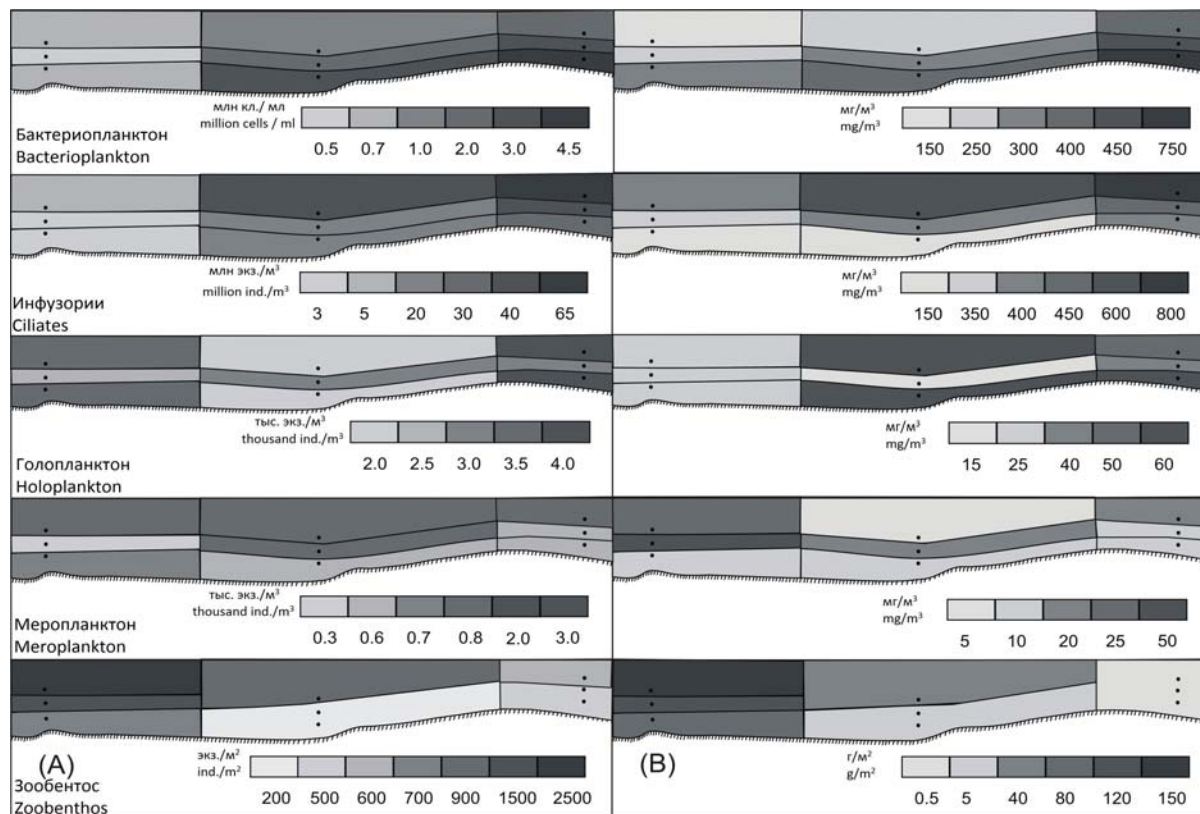 млн кл./ мл
million cells / ml
0.5 0.7 1.0 2.0 3.0 4.5
Бактериопланктон
Bacterioplankton
мг/м³
mg/m³
150 250 300 400 450 750
млн экз./м³
million ind./m³
3 5 20 30 40 65
Инфузории
Ciliates
мг/м³
mg/m³
150 350 400 450 600 800
тыс. экз./м³
thousand ind./m³
2.0 2.5 3.0 3.5 4.0
Голопланктон
Holoplankton
мг/м³
mg/m³
15 25 40 50 60
тыс. экз./м³
thousand ind./m³
0.3 0.6 0.7 0.8 2.0 3.0
Меропланктон
Meroplankton
мг/м³
mg/m³
5 10 20 25 50
(A)
экз./м²
ind./m²
200 500 600 700 900 1500 2500
Зообентос
Zoobenthos
(B)
г/м²
g/m²
0.5 5 40 80 120 150